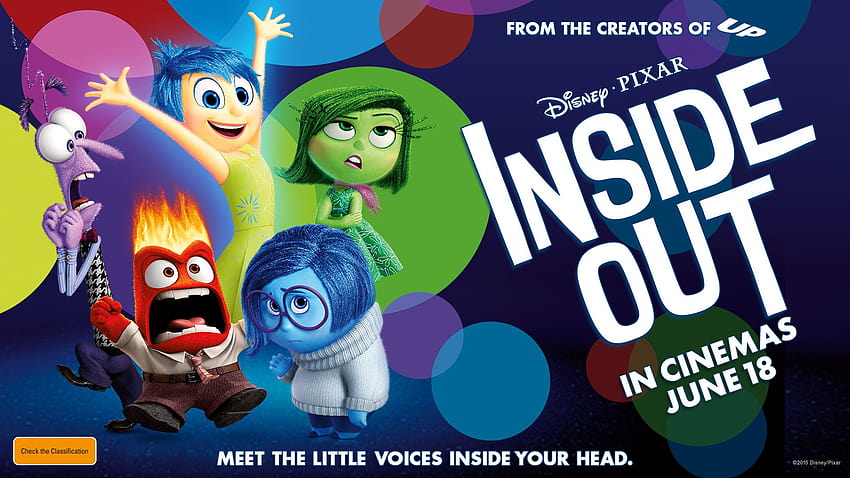 FROM THE CREATORS OF UP
Disney · PIXAR
INSIDE
OUT
IN CINEMAS
JUNE 18
Check the Classification
MEET THE LITTLE VOICES INSIDE YOUR HEAD.
©2015 Disney/Pixar